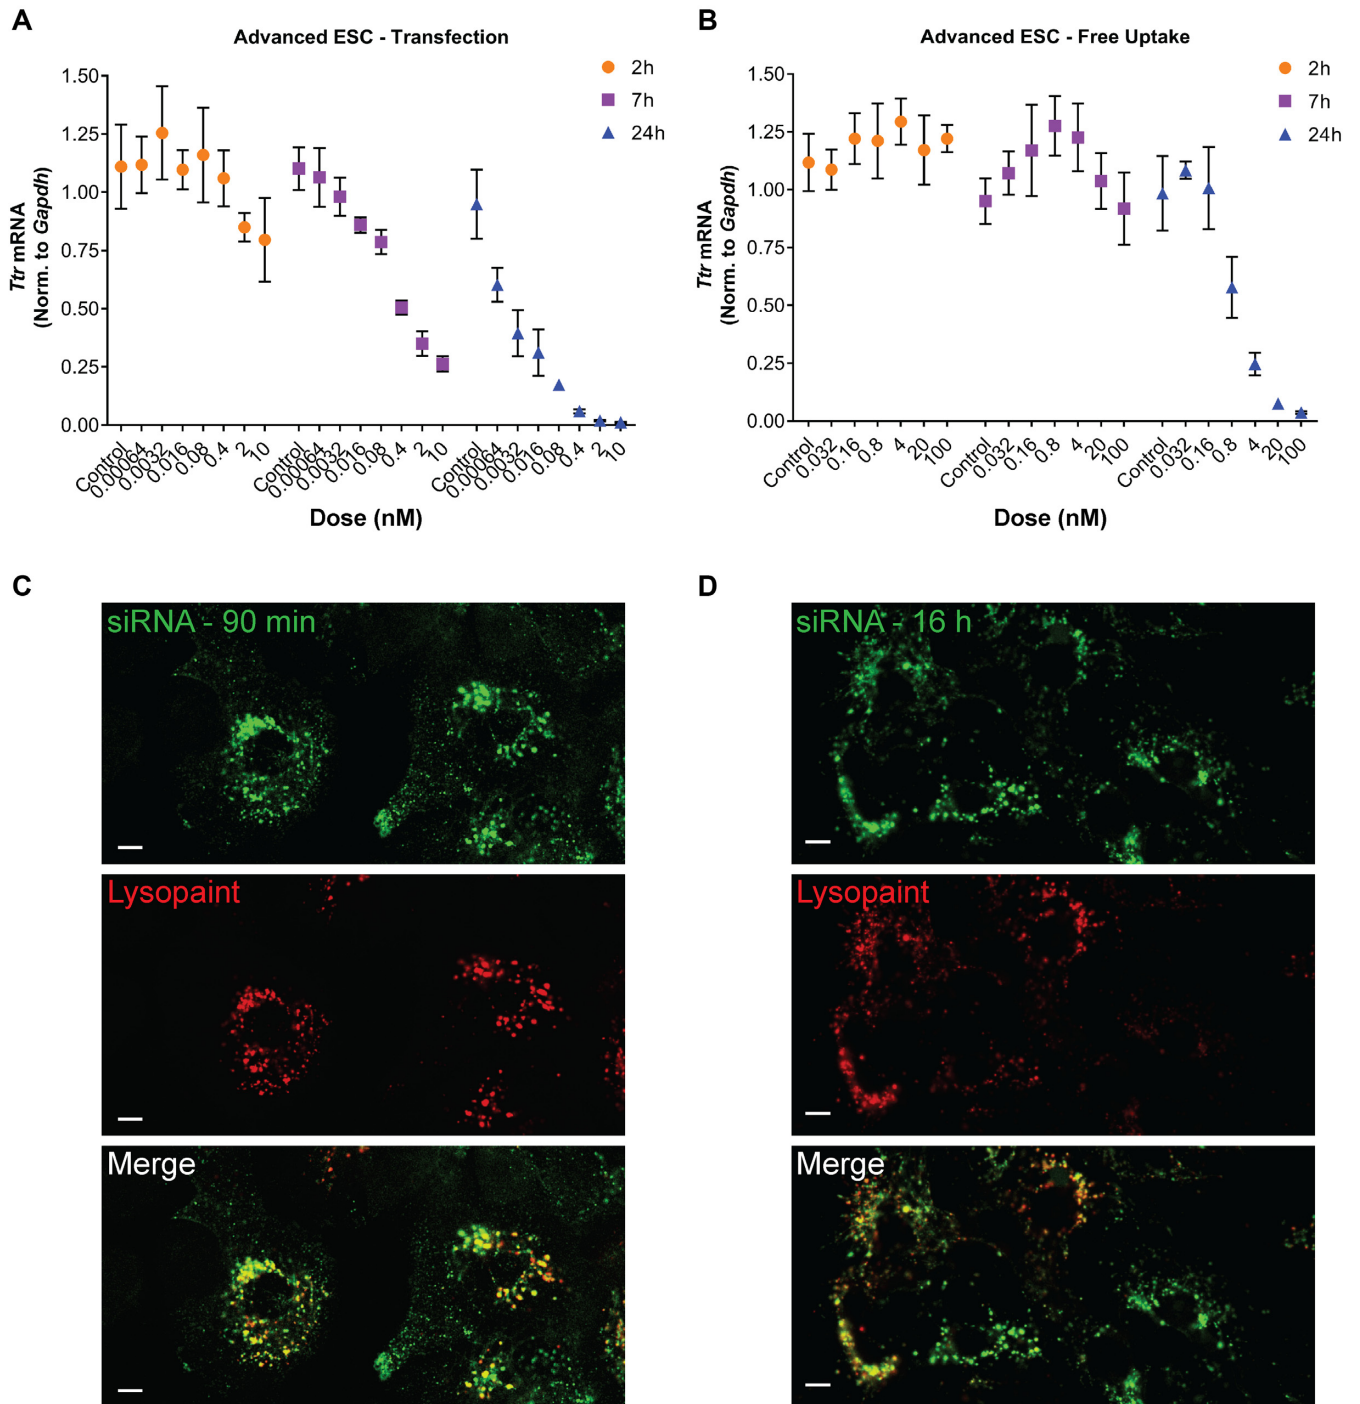 A
Advanced ESC - Transfection
2h
7h
24h
Ttr mRNA
(Norm. to Gapdh)
1.50
1.25
1.00
0.75
0.50
0.25
0.00
Control
0.00064
0.0032
0.016
0.08
0.4
2
10
Control
0.00064
0.0032
0.016
0.08
0.4
2
10
Control
0.00064
0.0032
0.016
0.08
0.4
2
10
Dose (nM)
B
Advanced ESC - Free Uptake
2h
7h
24h
Ttr mRNA
(Norm. to Gapdh)
1.50
1.25
1.00
0.75
0.50
0.25
0.00
Control
0.032
0.16
0.8
4
20
100
Control
0.032
0.16
0.8
4
20
100
Control
0.032
0.16
0.8
4
20
100
Dose (nM)
C
siRNA - 90 min
Lysopaint
Merge
D
siRNA - 16 h
Lysopaint
Merge